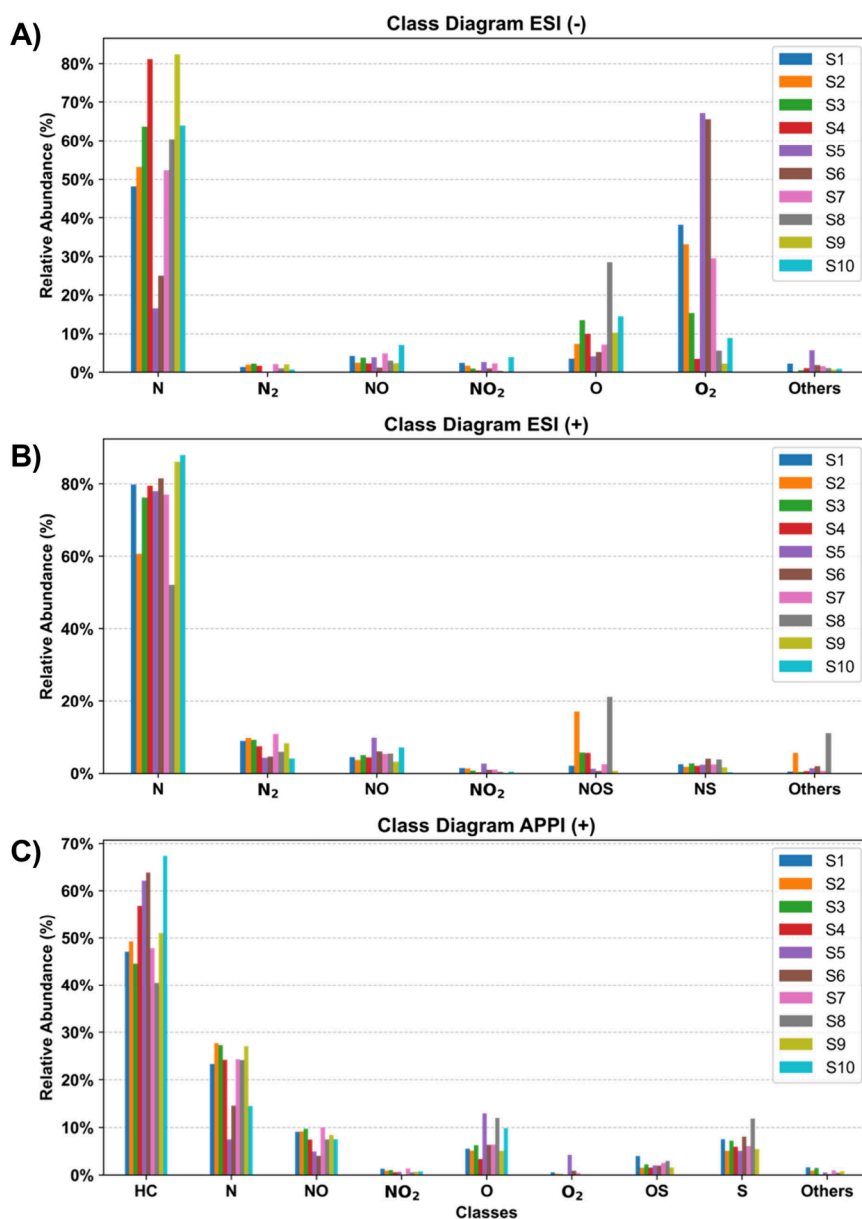 A)
Class Diagram ESI (-)
Relative Abundance (%)
80%
70%
60%
50%
40%
30%
20%
10%
0%
N N₂ NO NO₂ O O₂ Others
S1
S2
S3
S4
S5
S6
S7
S8
S9
S10
B)
Class Diagram ESI (+)
Relative Abundance (%)
80%
60%
40%
20%
0%
N N₂ NO NO₂ NOS NS Others
S1
S2
S3
S4
S5
S6
S7
S8
S9
S10
C)
Class Diagram APPI (+)
Relative Abundance (%)
70%
60%
50%
40%
30%
20%
10%
0%
HC N NO NO₂ O O₂ OS S Others
Classes
S1
S2
S3
S4
S5
S6
S7
S8
S9
S10